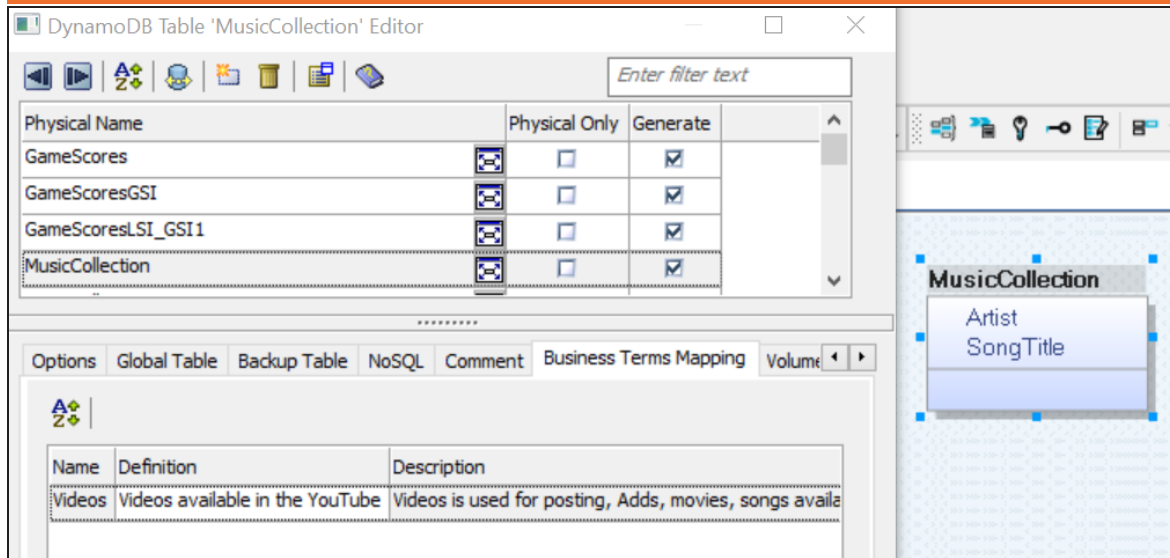 DynamoDB Table 'MusicCollection' Editor
Enter filter text
Physical Name Physical Only Generate
GameScores
GameScoresGSI
GameScoresLSI_GSI1
MusicCollection
MusicCollection
Artist
SongTitle
Options Global Table Backup Table NoSQL Comment Business Terms Mapping Volume
Name Definition Description
Videos Videos available in the YouTube Videos is used for posting, Adds, movies, songs availa